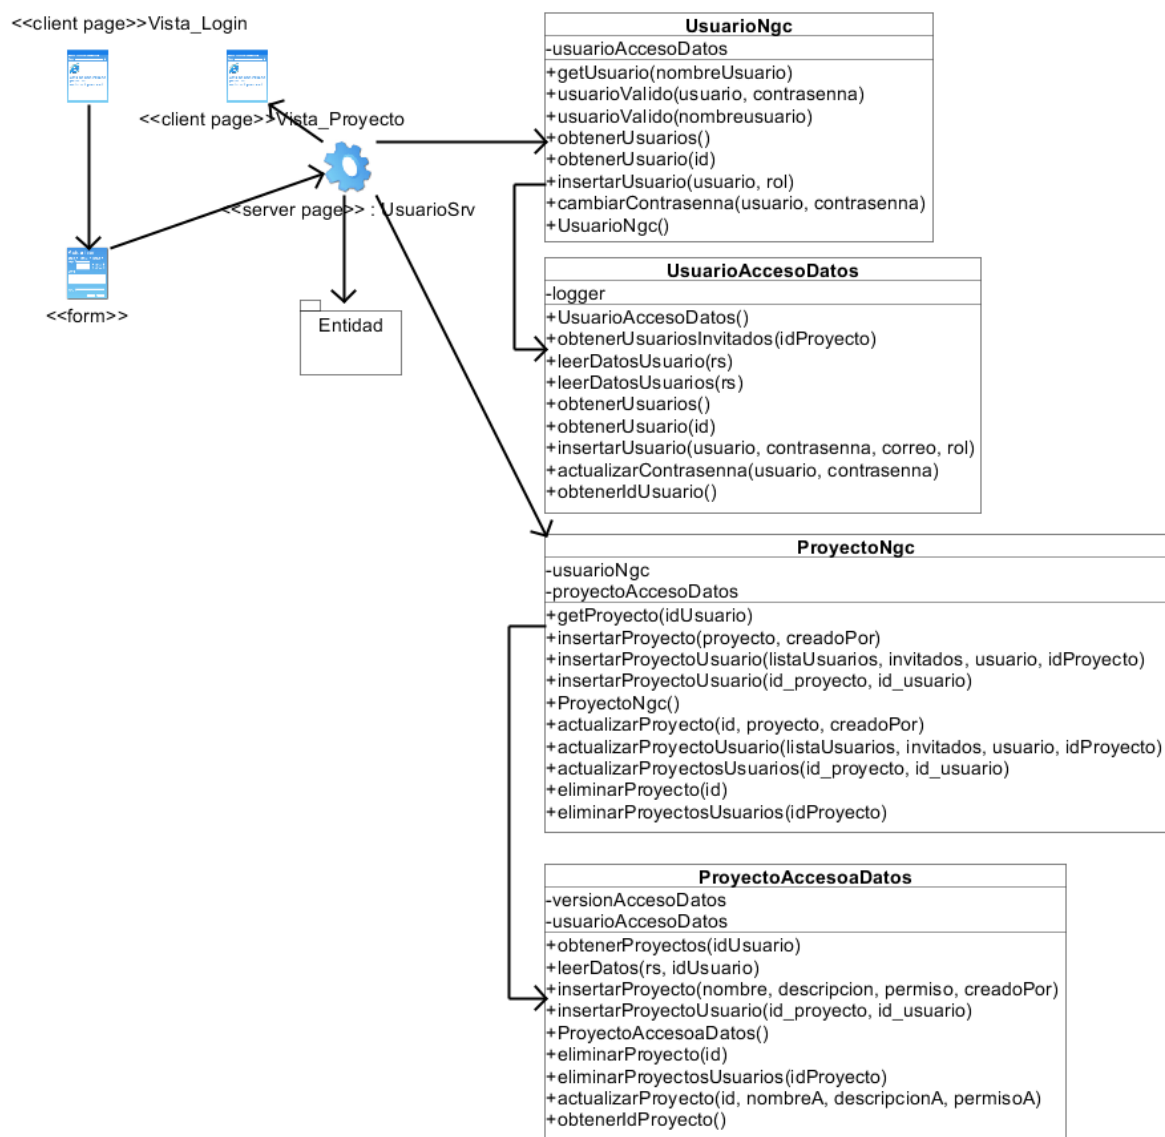 <<client page>>Vista_Login
<<client page>>Vista_Proyecto
<<server page>> : UsuarioSrv
<<form>>
Entidad
UsuarioNgc
-usuarioAccesoDatos
+getUsuario(nombreUsuario)
+usuarioValido(usuario, contrasenna)
+usuarioValido(nombreusuario)
+obtenerUsuarios()
+obtenerUsuario(id)
+insertarUsuario(usuario, rol)
+cambiarContrasenna(usuario, contrasenna)
+UsuarioNgc()
UsuarioAccesoDatos
-logger
+UsuarioAccesoDatos()
+obtenerUsuariosInvitados(idProyecto)
+leerDatosUsuario(rs)
+leerDatosUsuarios(rs)
+obtenerUsuarios()
+obtenerUsuario(id)
+insertarUsuario(usuario, contrasenna, correo, rol)
+actualizarContrasenna(usuario, contrasenna)
+obtenerIdUsuario()
ProyectoNgc
-usuarioNgc
-proyectoAccesoDatos
+getProyecto(idUsuario)
+insertarProyecto(proyecto, creadoPor)
+insertarProyectoUsuario(listaUsuarios, invitados, usuario, idProyecto)
+insertarProyectoUsuario(id_proyecto, id_usuario)
+ProyectoNgc()
+actualizarProyecto(id, proyecto, creadoPor)
+actualizarProyectoUsuario(listaUsuarios, invitados, usuario, idProyecto)
+actualizarProyectosUsuarios(id_proyecto, id_usuario)
+eliminarProyecto(id)
+eliminarProyectosUsuarios(idProyecto)
ProyectoAccesoaDatos
-versionAccesoDatos
-usuarioAccesoDatos
+obtenerProyectos(idUsuario)
+leerDatos(rs, idUsuario)
+insertarProyecto(nombre, descripcion, permiso, creadoPor)
+insertarProyectoUsuario(id_proyecto, id_usuario)
+ProyectoAccesoaDatos()
+eliminarProyecto(id)
+eliminarProyectosUsuarios(idProyecto)
+actualizarProyecto(id, nombreA, descripcionA, permisoA)
+obtenerIdProyecto()